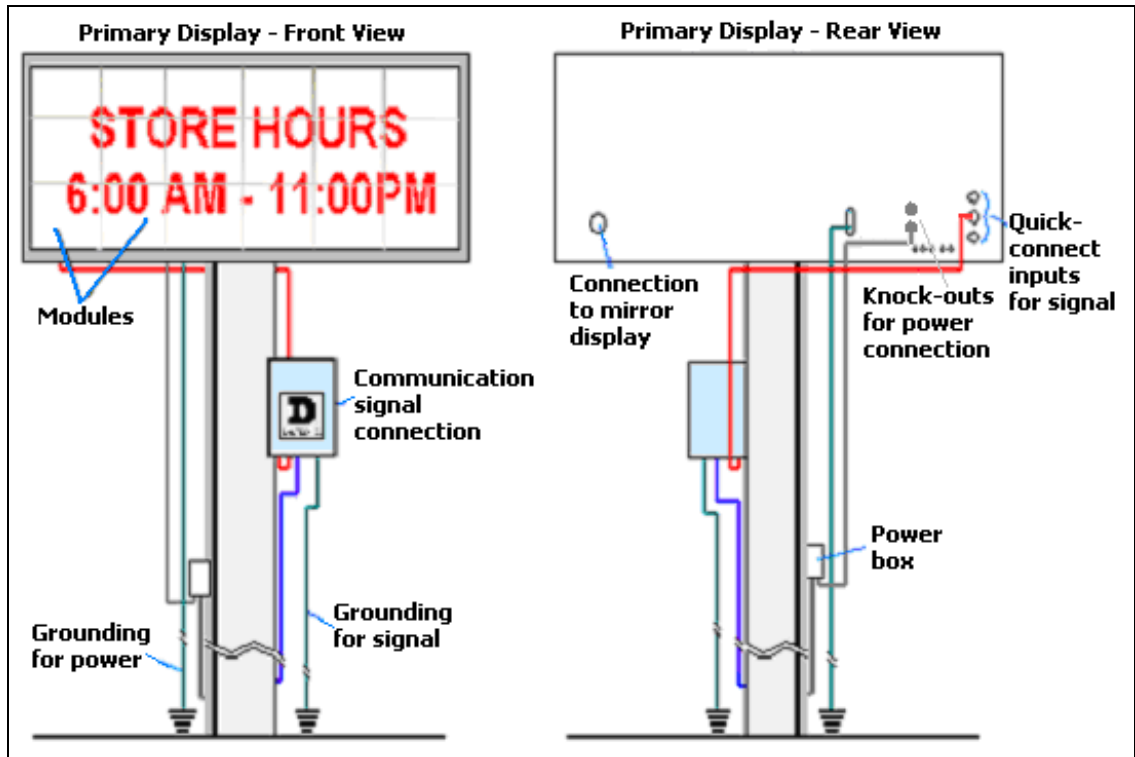 Primary Display - Front View
STORE HOURS
6:00 AM - 11:00PM
Modules
Communication
signal
connection
Grounding
for power
Grounding
for signal
Primary Display - Rear View
Connection
to mirror
display
Knock-outs
for power
connection
Quick-
connect
inputs
for signal
Power
box
D